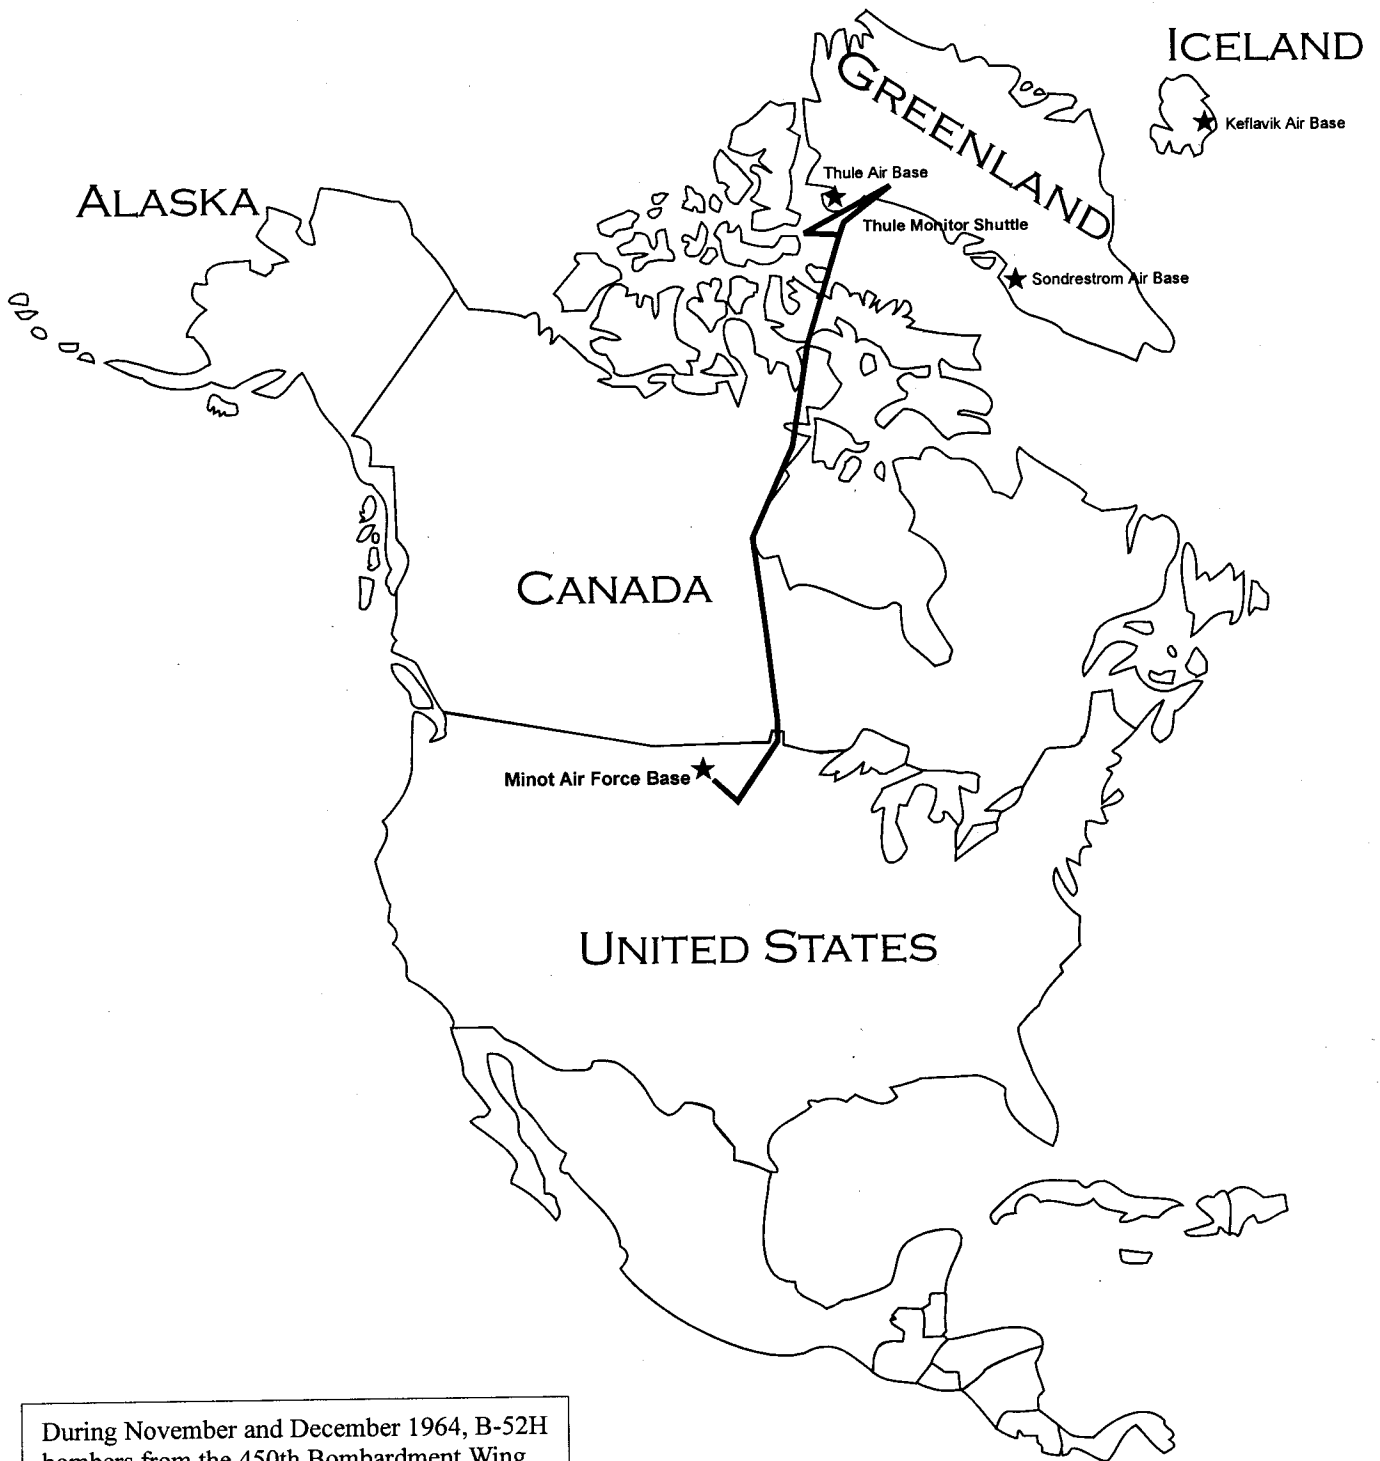 ICELAND
GREENLAND
Keflavik Air Base
Thule Air Base
ALASKA
Thule Monitor Shuttle
Sondrestrom Air Base
CANADA
Minot Air Force Base
UNITED STATES
During November and December 1964, B-52H
bombers from the 450th Bombardment Wing